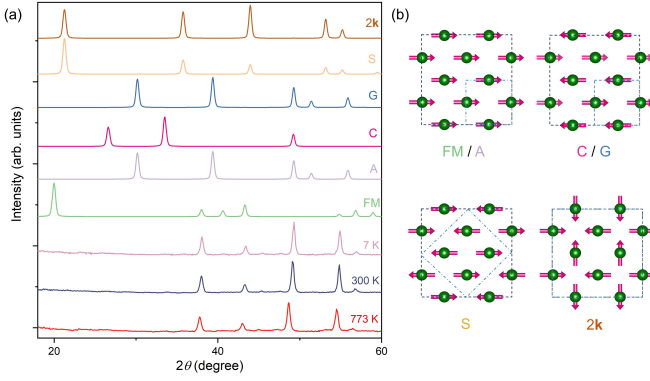 (a)
Intensity (arb. units)
2k
S
G
C
A
FM
7 K
300 K
773 K
20
40
60
2θ (degree)
(b)
FM / A
C / G
S
2k